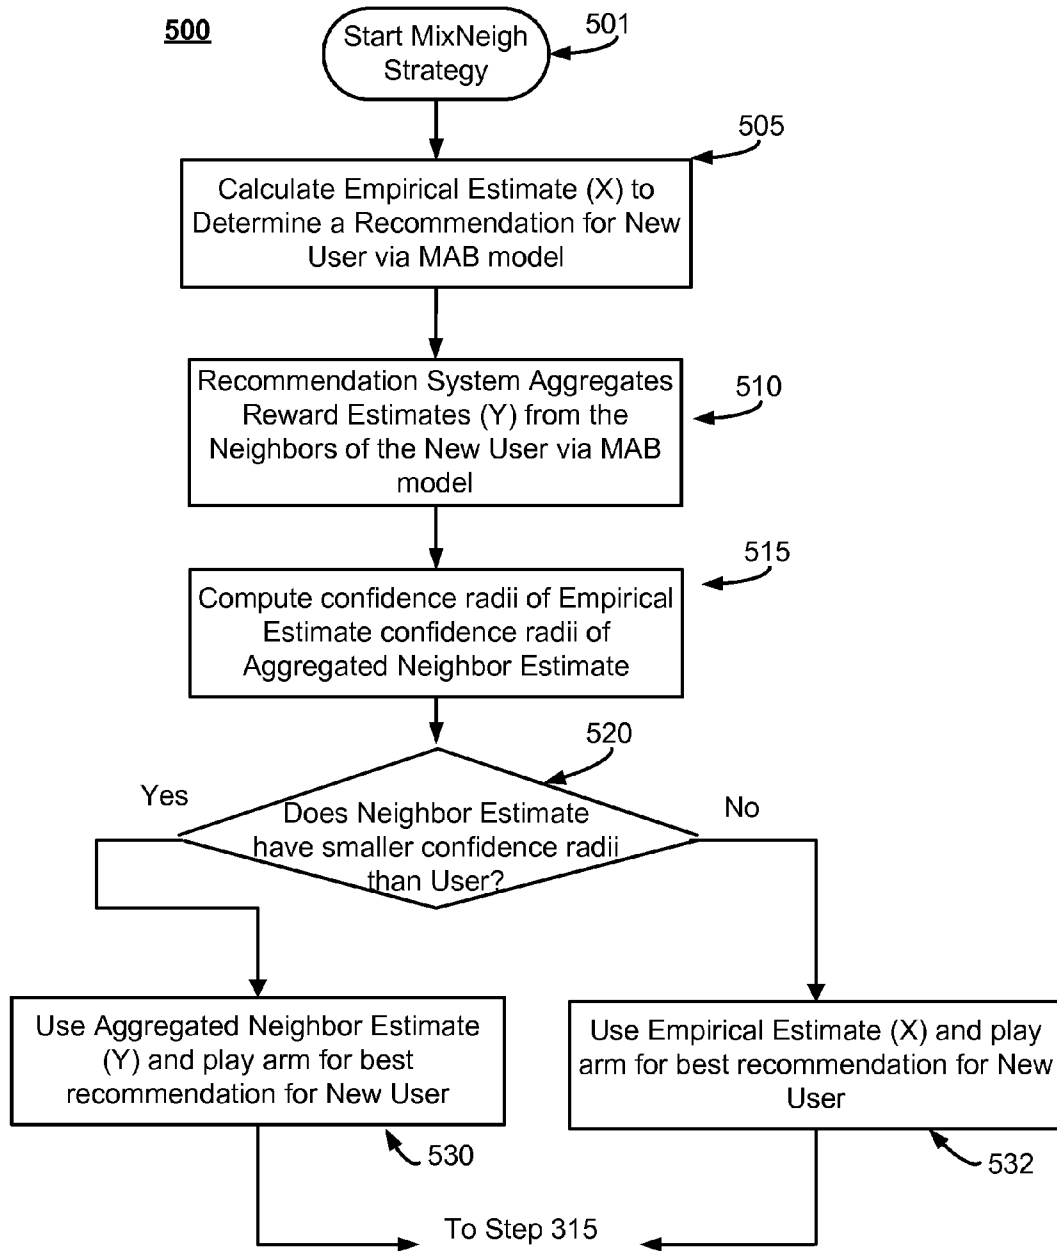 500
Start MixNeigh
Strategy
501
505
Calculate Empirical Estimate (X) to
Determine a Recommendation for New
User via MAB model
Recommendation System Aggregates
Reward Estimates (Y) from the
Neighbors of the New User via MAB
model
510
515
Compute confidence radii of Empirical
Estimate confidence radii of
Aggregated Neighbor Estimate
520
Yes
No
Does Neighbor Estimate
have smaller confidence radii
than User?
Use Aggregated Neighbor Estimate
(Y) and play arm for best
recommendation for New User
530
Use Empirical Estimate (X) and play
arm for best recommendation for New
User
532
To Step 315